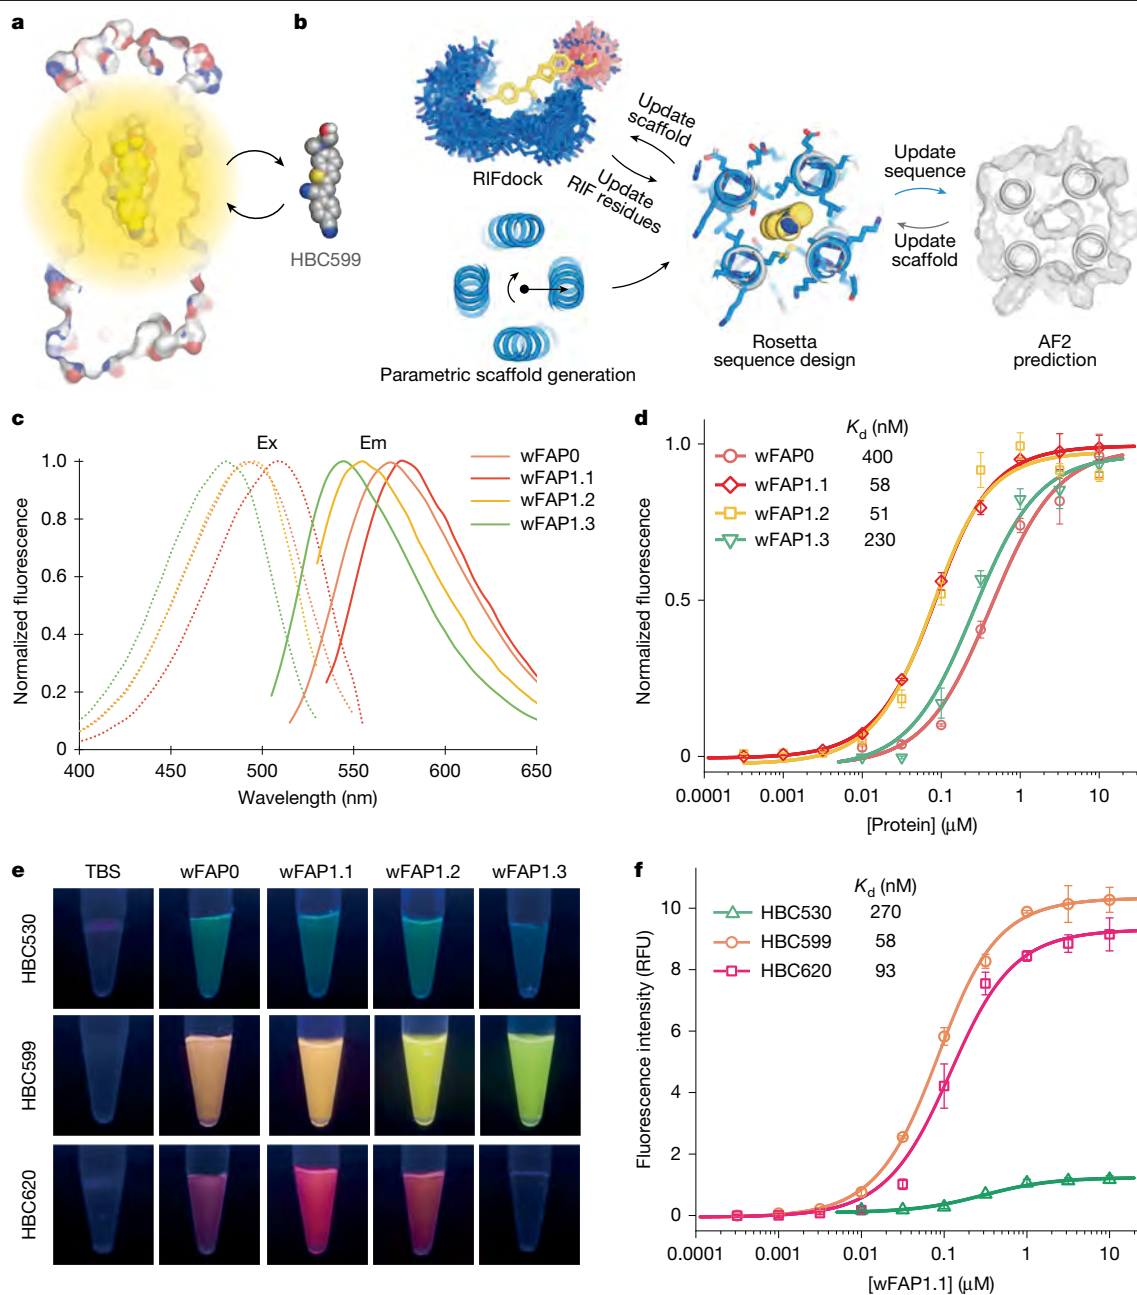 a
HBC599
b
RIFdock
Update
scaffold
Update
RIF residues
Parametric scaffold generation
Rosetta
sequence design
Update
sequence
Update
scaffold
AF2
prediction
c
Ex
Em
wFAP0
wFAP1.1
wFAP1.2
wFAP1.3
Normalized fluorescence
1.0
0.8
0.6
0.4
0.2
0
400
450
500
550
600
650
Wavelength (nm)
d
Kd (nM)
wFAP0 400
wFAP1.1 58
wFAP1.2 51
wFAP1.3 230
Normalized fluorescence
1.0
0.5
0
0.0001
0.001
0.01
0.1
1
10
[Protein] (μM)
e
TBS
wFAP0
wFAP1.1
wFAP1.2
wFAP1.3
HBC530
HBC599
HBC620
f
Kd (nM)
HBC530 270
HBC599 58
HBC620 93
Fluorescence intensity (RFU)
10
8
6
4
2
0
0.0001
0.001
0.01
0.1
1
10
[wFAP1.1] (μM)